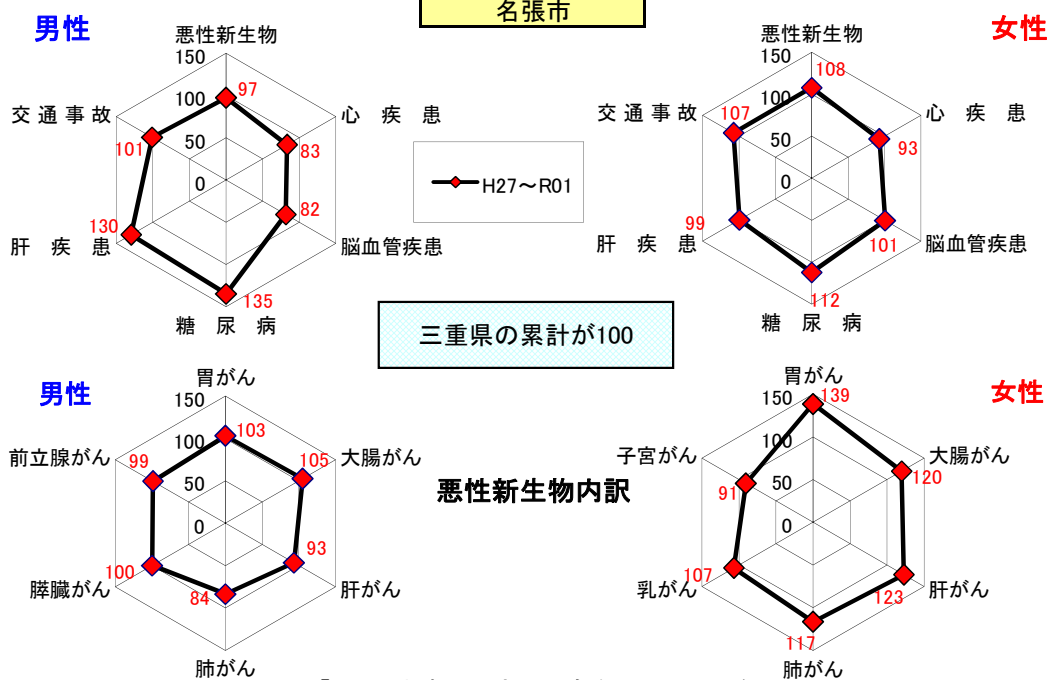 名張市
男性
悪性新生物
150
100
50
0
97
心　疾　患
83
82
脳血管疾患
135
糖　尿　病
130
肝　疾　患
101
交 通 事 故
H27～R01
女性
悪性新生物
150
100
50
0
108
心　疾　患
93
101
脳血管疾患
112
糖　尿　病
99
肝　疾　患
107
交 通 事 故
三重県の累計が100
男性
胃がん
150
100
50
0
103
大腸がん
105
93
肝がん
84
肺がん
100
膵臓がん
99
前立腺がん
悪性新生物内訳
女性
胃がん
150
100
50
0
139
大腸がん
120
123
肝がん
117
肺がん
107
乳がん
91
子宮がん